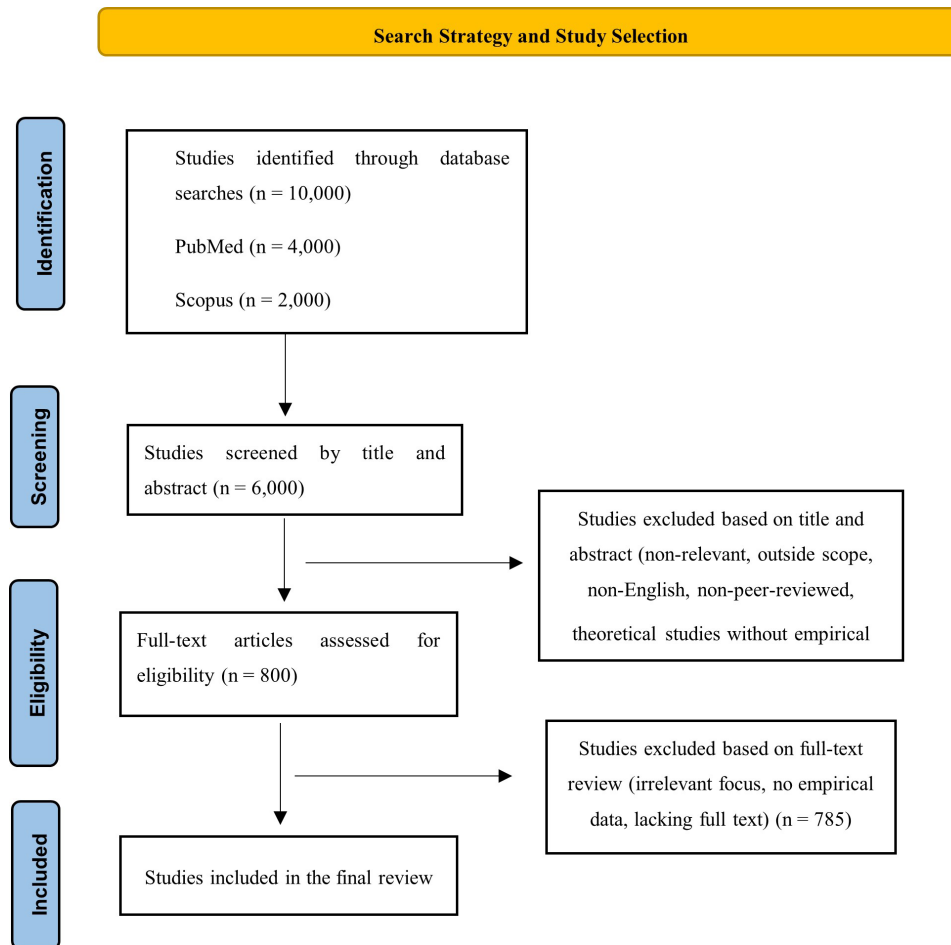 Search Strategy and Study Selection
Identification
Studies identified through database
searches (n = 10,000)
PubMed (n = 4,000)
Scopus (n = 2,000)
Screening
Studies screened by title and
abstract (n = 6,000)
Studies excluded based on title and
abstract (non-relevant, outside scope,
non-English, non-peer-reviewed,
theoretical studies without empirical
Eligibility
Full-text articles assessed for
eligibility (n = 800)
Studies excluded based on full-text
review (irrelevant focus, no empirical
data, lacking full text) (n = 785)
Included
Studies included in the final review